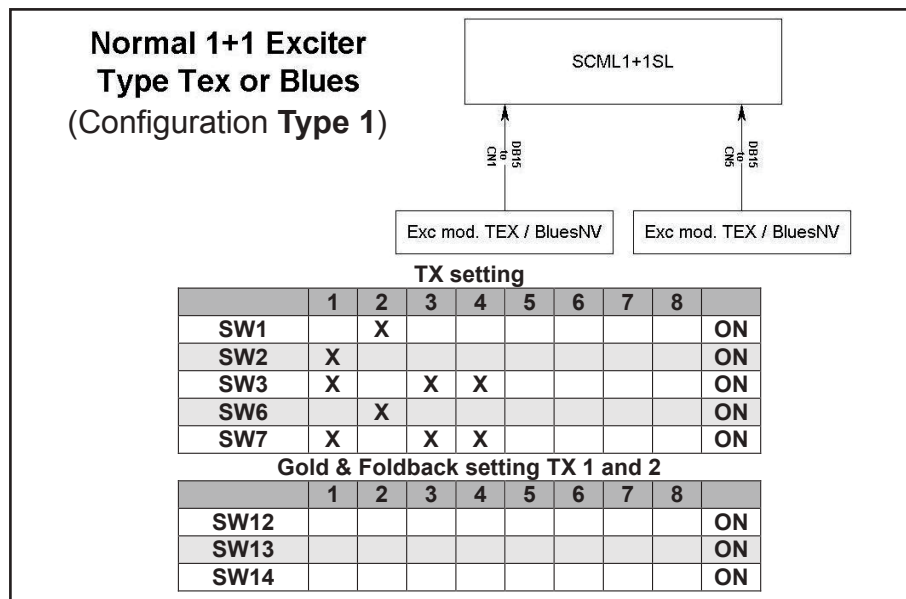 Normal 1+1 Exciter
Type Tex or Blues
(Configuration Type 1)
SCML1+1SL
DB15
to
CN1
DB15
to
CN5
Exc mod. TEX / BluesNV
Exc mod. TEX / BluesNV
TX setting
1 2 3 4 5 6 7 8
SW1 X ON
SW2 X ON
SW3 X X X ON
SW6 X ON
SW7 X X X ON
Gold & Foldback setting TX 1 and 2
1 2 3 4 5 6 7 8
SW12 ON
SW13 ON
SW14 ON